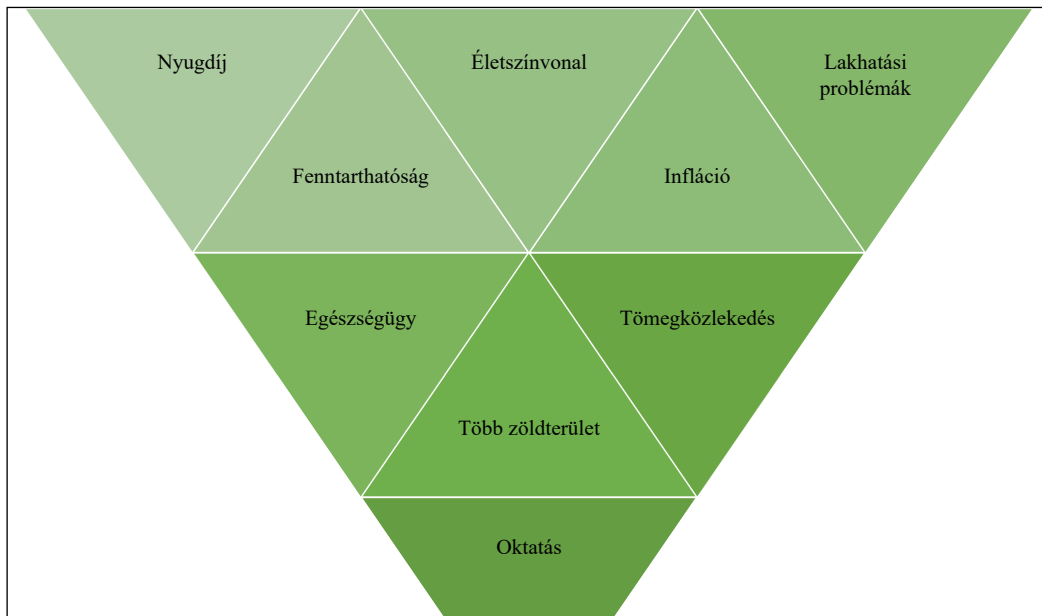 Nyugdíj
Életszínvonal
Lakhatási
problémák
Fenntarthatóság
Infláció
Egészségügy
Tömegközlekedés
Több zöldterület
Oktatás